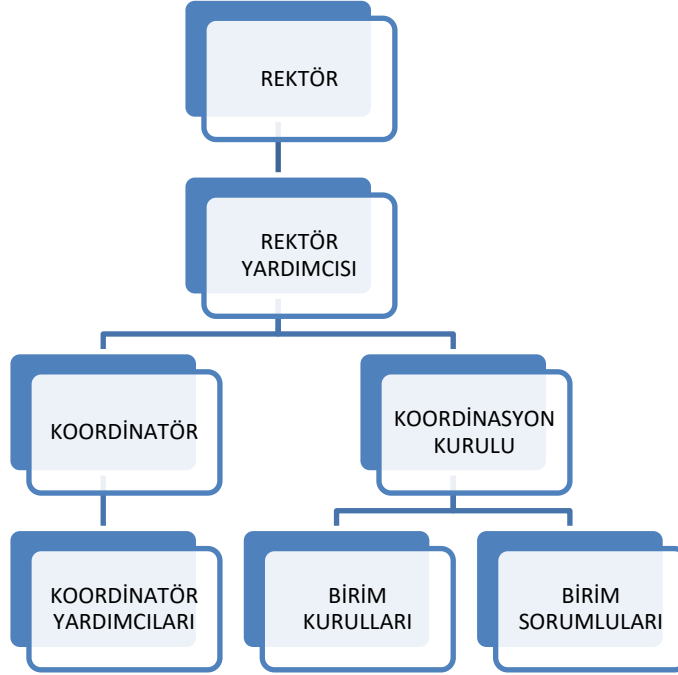 REKTÖR
REKTÖR
YARDIMCISI
KOORDİNATÖR
KOORDİNASYON
KURULU
KOORDİNATÖR
YARDIMCILARI
BİRİM
KURULLARI
BİRİM
SORUMLULARI